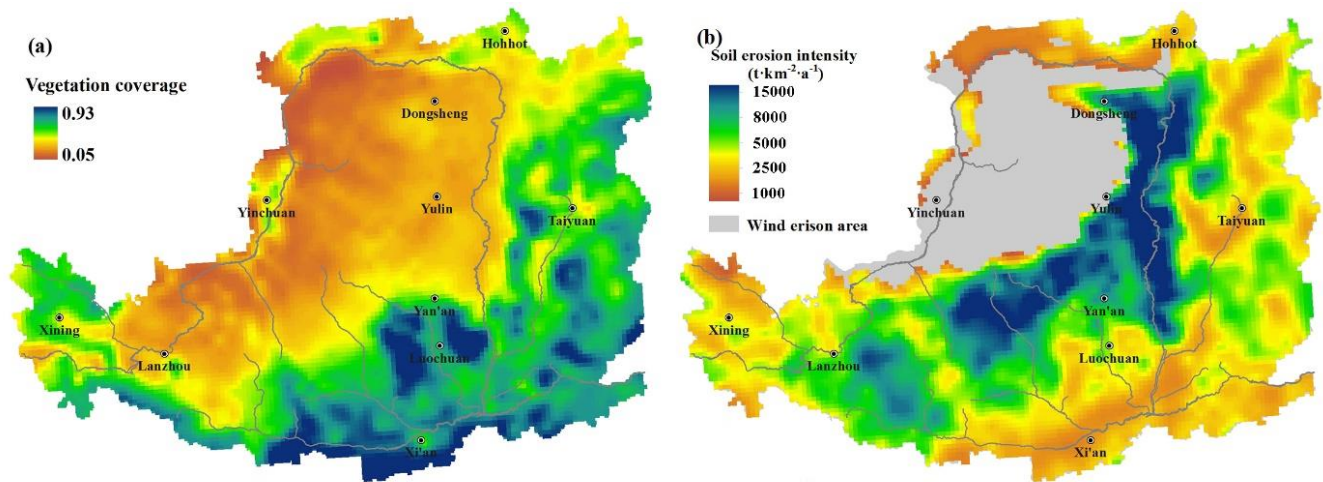 (a)
Vegetation coverage
0.93
0.05
Hohhot
Dongsheng
Yinchuan
Yulin
Taiyuan
Xining
Lanzhou
Yan'an
Luochuan
Xi'an
(b)
Soil erosion intensity
(t·km⁻²·a⁻¹)
15000
8000
5000
2500
1000
Wind erison area
Hohhot
Dongsheng
Yinchuan
Yulin
Taiyuan
Xining
Lanzhou
Yan'an
Luochuan
Xi'an